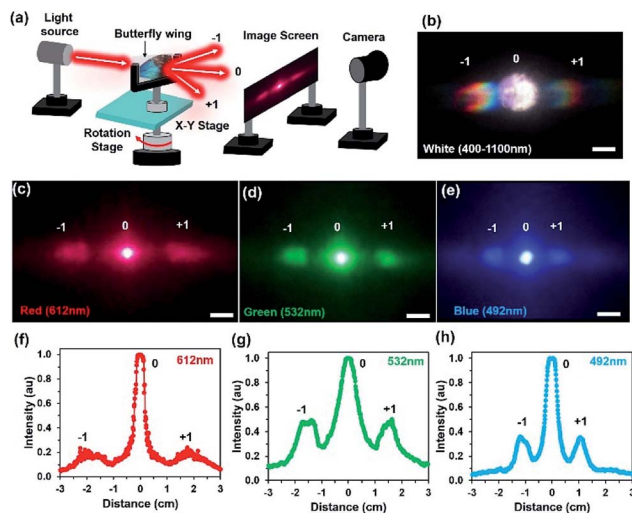 (a)
Light source
Butterfly wing
-1
0
+1
X-Y Stage
Rotation Stage
Image Screen
Camera
(b)
-1
0
+1
White (400-1100nm)
(c)
-1
0
+1
Red (612nm)
(d)
-1
0
+1
Green (532nm)
(e)
-1
0
+1
Blue (492nm)
(f)
612nm
0
-1
+1
Intensity (au)
1.0
0.8
0.6
0.4
0.2
0.0
-3 -2 -1 0 1 2 3
Distance (cm)
(g)
532nm
0
-1
+1
Intensity (au)
1.0
0.8
0.6
0.4
0.2
0.0
-3 -2 -1 0 1 2 3
Distance (cm)
(h)
492nm
0
-1
+1
Intensity (au)
1.0
0.8
0.6
0.4
0.2
0.0
-3 -2 -1 0 1 2 3
Distance (cm)